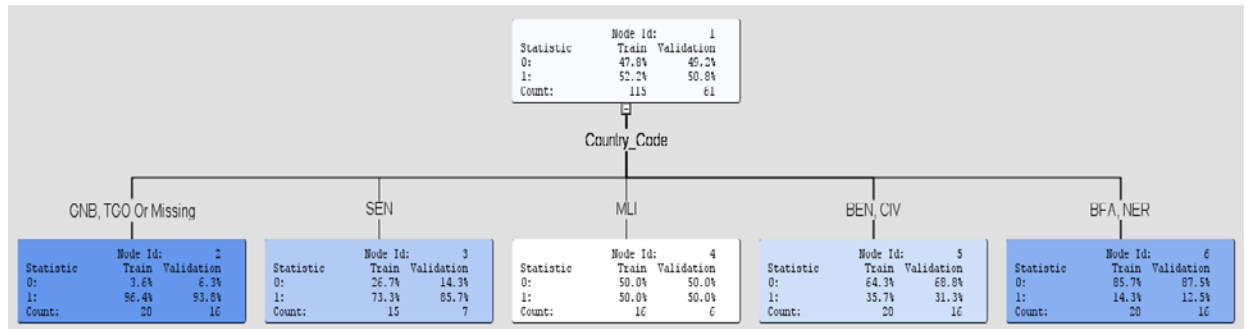 Node Id: 1
Statistic Train Validation
0: 47.8% 49.2%
1: 52.2% 50.8%
Count: 115 61
Country_Code
GNB, TGO Or Missing
SEN
MLI
BEN, CIV
BFA, NER
Node Id: 2
Statistic Train Validation
0: 3.6% 6.3%
1: 96.4% 93.8%
Count: 28 16
Node Id: 3
Statistic Train Validation
0: 26.7% 14.3%
1: 73.3% 85.7%
Count: 15 7
Node Id: 4
Statistic Train Validation
0: 50.0% 50.0%
1: 50.0% 50.0%
Count: 16 6
Node Id: 5
Statistic Train Validation
0: 64.3% 68.8%
1: 35.7% 31.3%
Count: 28 16
Node Id: 6
Statistic Train Validation
0: 85.7% 87.5%
1: 14.3% 12.5%
Count: 28 16